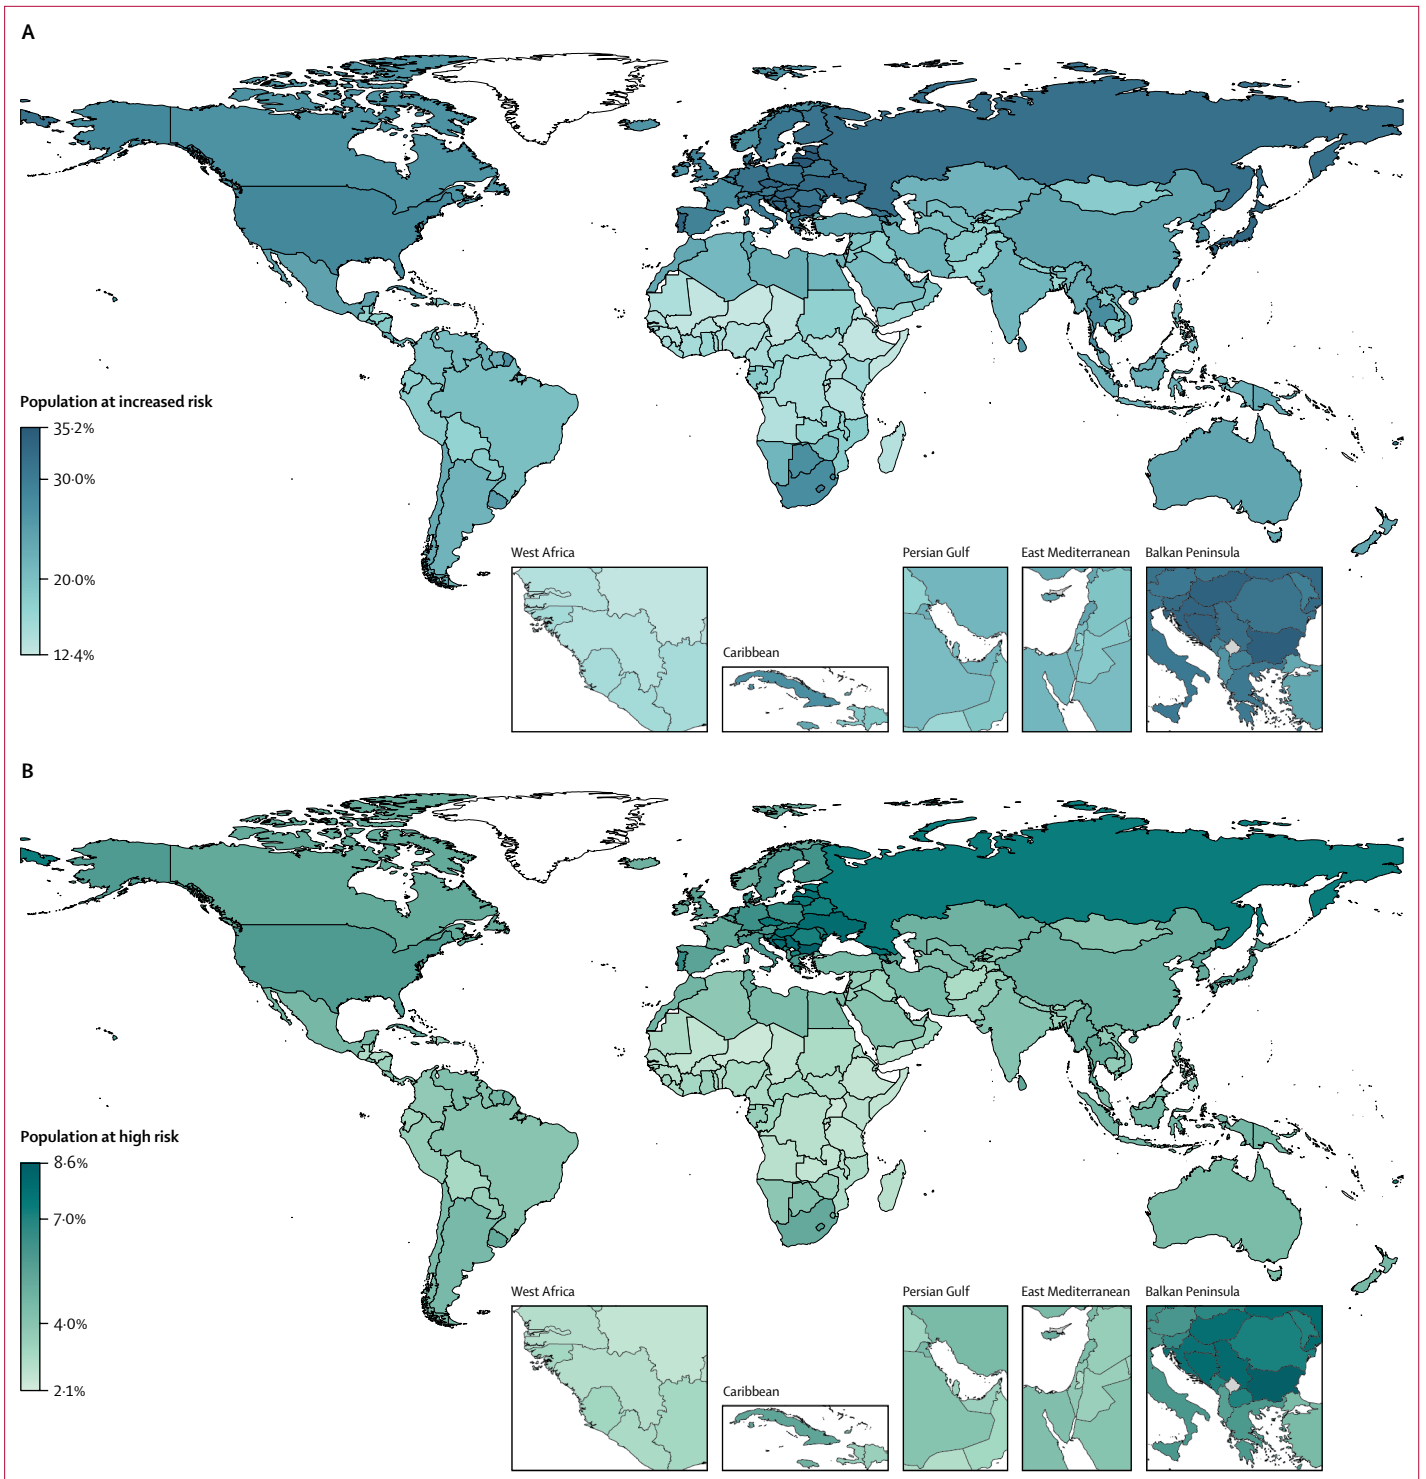 A
Population at increased risk
35·2%
30·0%
20·0%
12·4%
West Africa
Caribbean
Persian Gulf
East Mediterranean
Balkan Peninsula
B
Population at high risk
8·6%
7·0%
4·0%
2·1%
West Africa
Caribbean
Persian Gulf
East Mediterranean
Balkan Peninsula